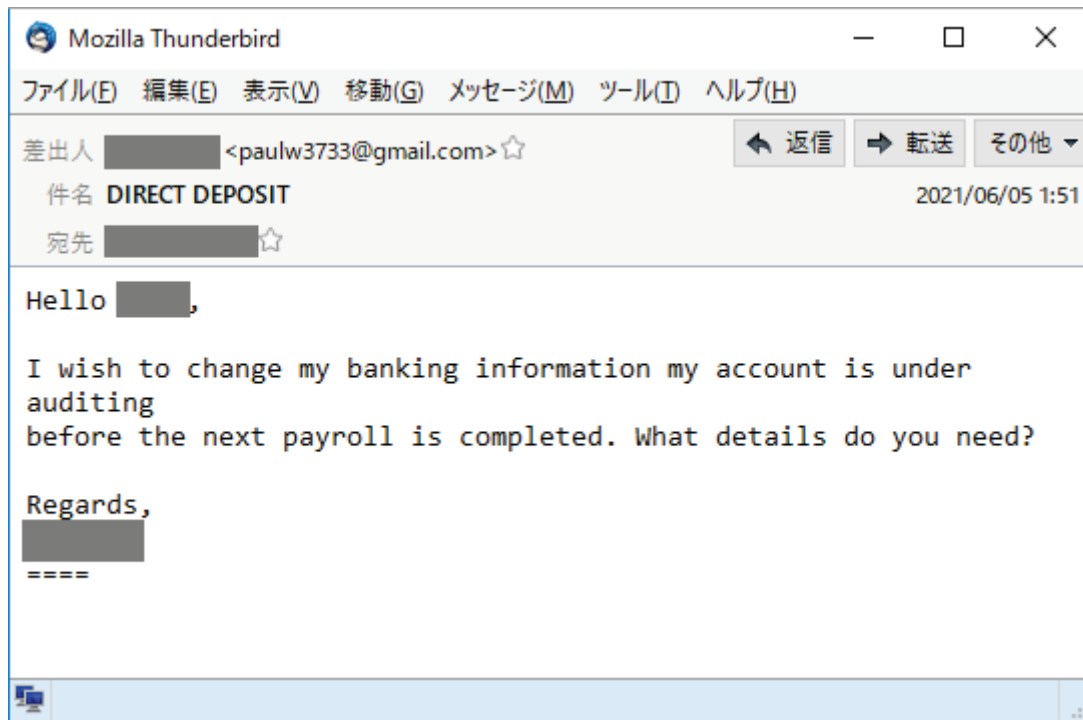 Mozilla Thunderbird
ファイル(F) 編集(E) 表示(V) 移動(G) メッセージ(M) ツール(T) ヘルプ(H)
差出人 <paulw3733@gmail.com> 返信 転送 その他
件名 DIRECT DEPOSIT 2021/06/05 1:51
宛先
Hello ,
I wish to change my banking information my account is under
auditing
before the next payroll is completed. What details do you need?
Regards,
====